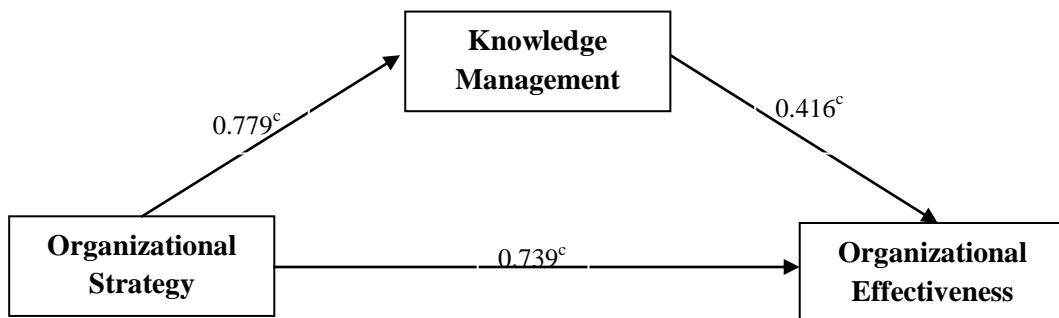 Knowledge
Management
0.779ᶜ
0.416ᶜ
Organizational
Strategy
0.739ᶜ
Organizational
Effectiveness